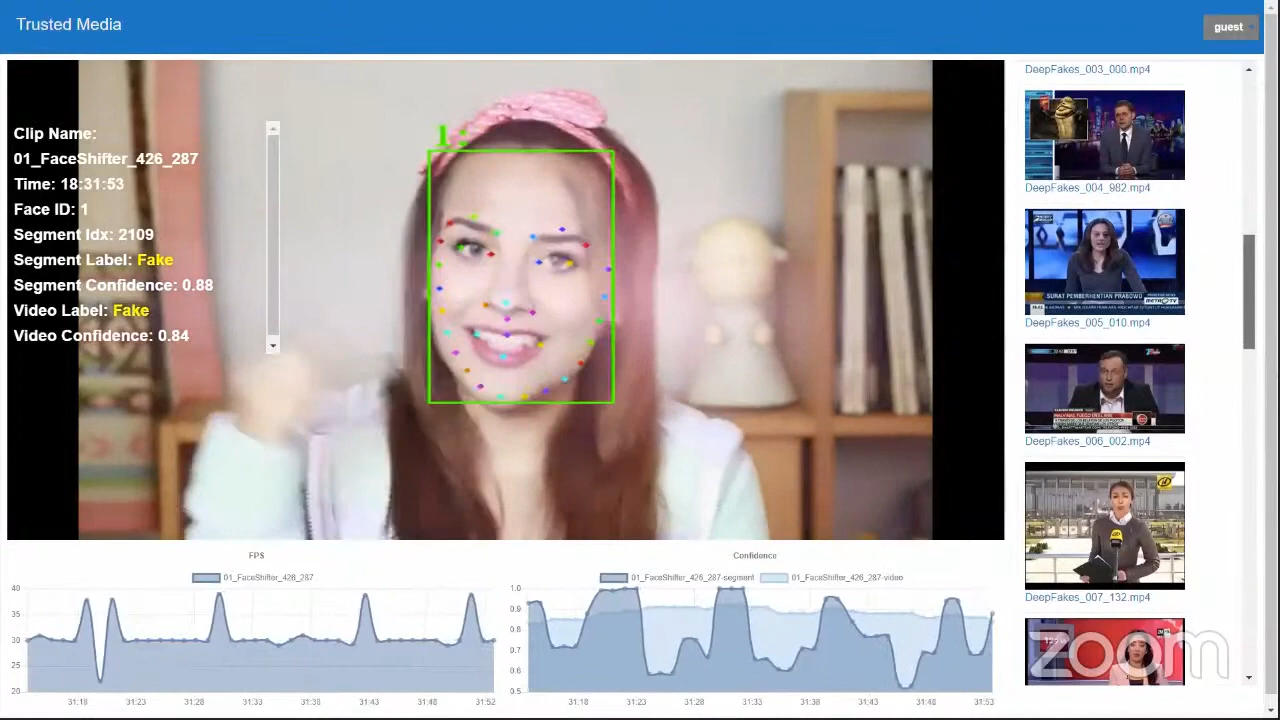 Trusted Media
guest
Clip Name:
01_FaceShifter_426_287
Time: 18:31:53
Face ID: 1
Segment Idx: 2109
Segment Label: Fake
Segment Confidence: 0.88
Video Label: Fake
Video Confidence: 0.84
1:
DeepFakes_003_000.mp4
DeepFakes_004_982.mp4
SURAT PEMBERHENTIAN PRABOWO
DeepFakes_005_010.mp4
DeepFakes_006_002.mp4
DeepFakes_007_132.mp4
zoom
FPS
01_FaceShifter_426_287
40
35
30
25
20
31:18
31:23
31:28
31:33
31:38
31:43
31:48
31:52
Confidence
01_FaceShifter_426_287-segment
01_FaceShifter_426_287-video
1.0
0.9
0.8
0.7
0.6
0.5
31:18
31:23
31:28
31:33
31:38
31:43
31:48
31:53